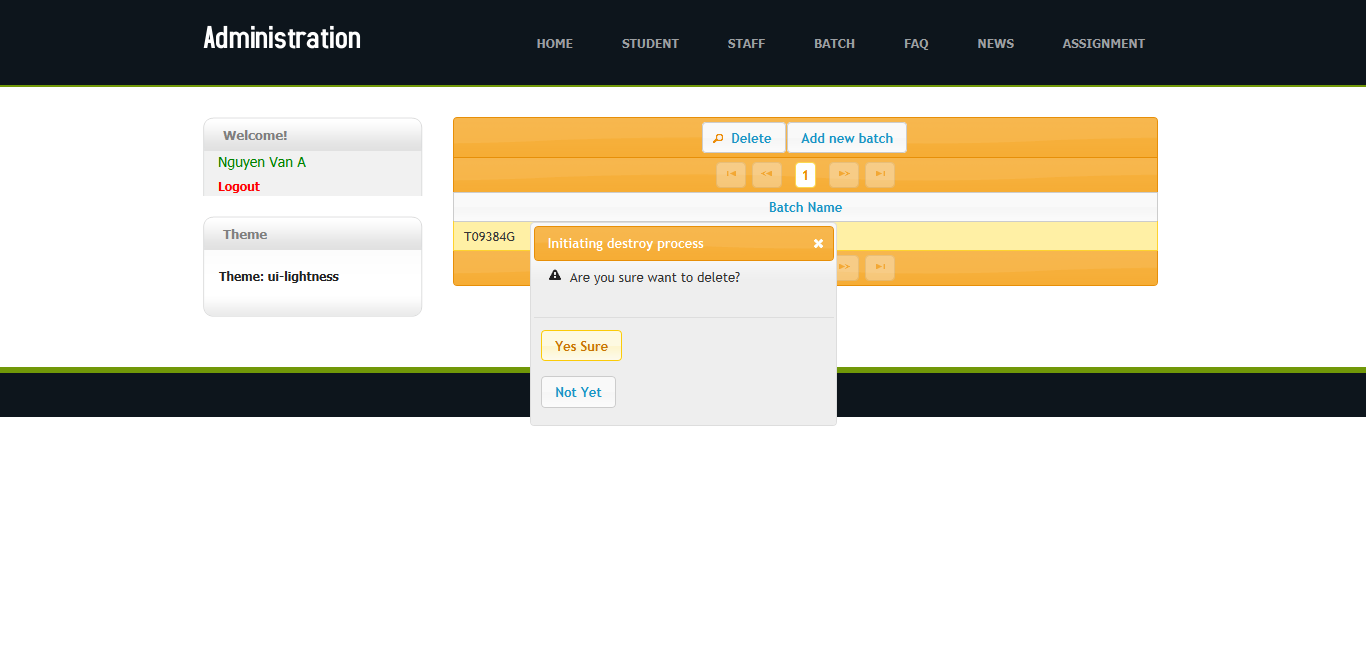 Administration
HOME STUDENT STAFF BATCH FAQ NEWS ASSIGNMENT
Welcome!
Nguyen Van A
Logout
Theme
Theme: ui-lightness
Delete Add new batch
1
Batch Name
T09384G
Initiating destroy process
Are you sure want to delete?
Yes Sure
Not Yet